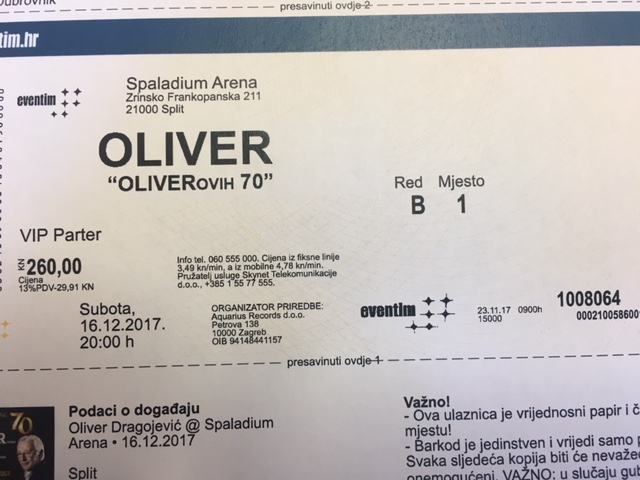 presavinuti ovdje 2
tim.hr
eventim
Spaladium Arena
Zrinsko Frankopanska 211
21000 Split
OLIVER
“OLIVEROVIH 70”
Red Mjesto
B 1
VIP Parter
KN 260,00
Cijena
13%PDV-29,91 KN
Info tel. 060 555 000. Cijena iz fiksne linije
3,49 kn/min, a iz mobilne 4,78 kn/min.
Pružatelj usluge Skynet Telekomunikacije
d.o.o., +385 1 55 77 555.
Subota,
16.12.2017.
20:00 h
ORGANIZATOR PRIREDBE:
Aquarius Records d.o.o.
Petrova 138
10000 Zagreb
OIB 94148441157
eventim
23.11.17 0900h
15000
1008064
0002100586001
presavinuti ovdje 1
70
R
Podaci o događaju
Oliver Dragojević @ Spaladium
Arena • 16.12.2017
Split
Važno!
- Ova ulaznica je vrijednosni papir i č
mjestu!
- Barkod je jedinstven i vrijedi samo
Svaka sljedeća kopija biti će nevaže
onemogućeni. VAŽNO: u slučaju gub